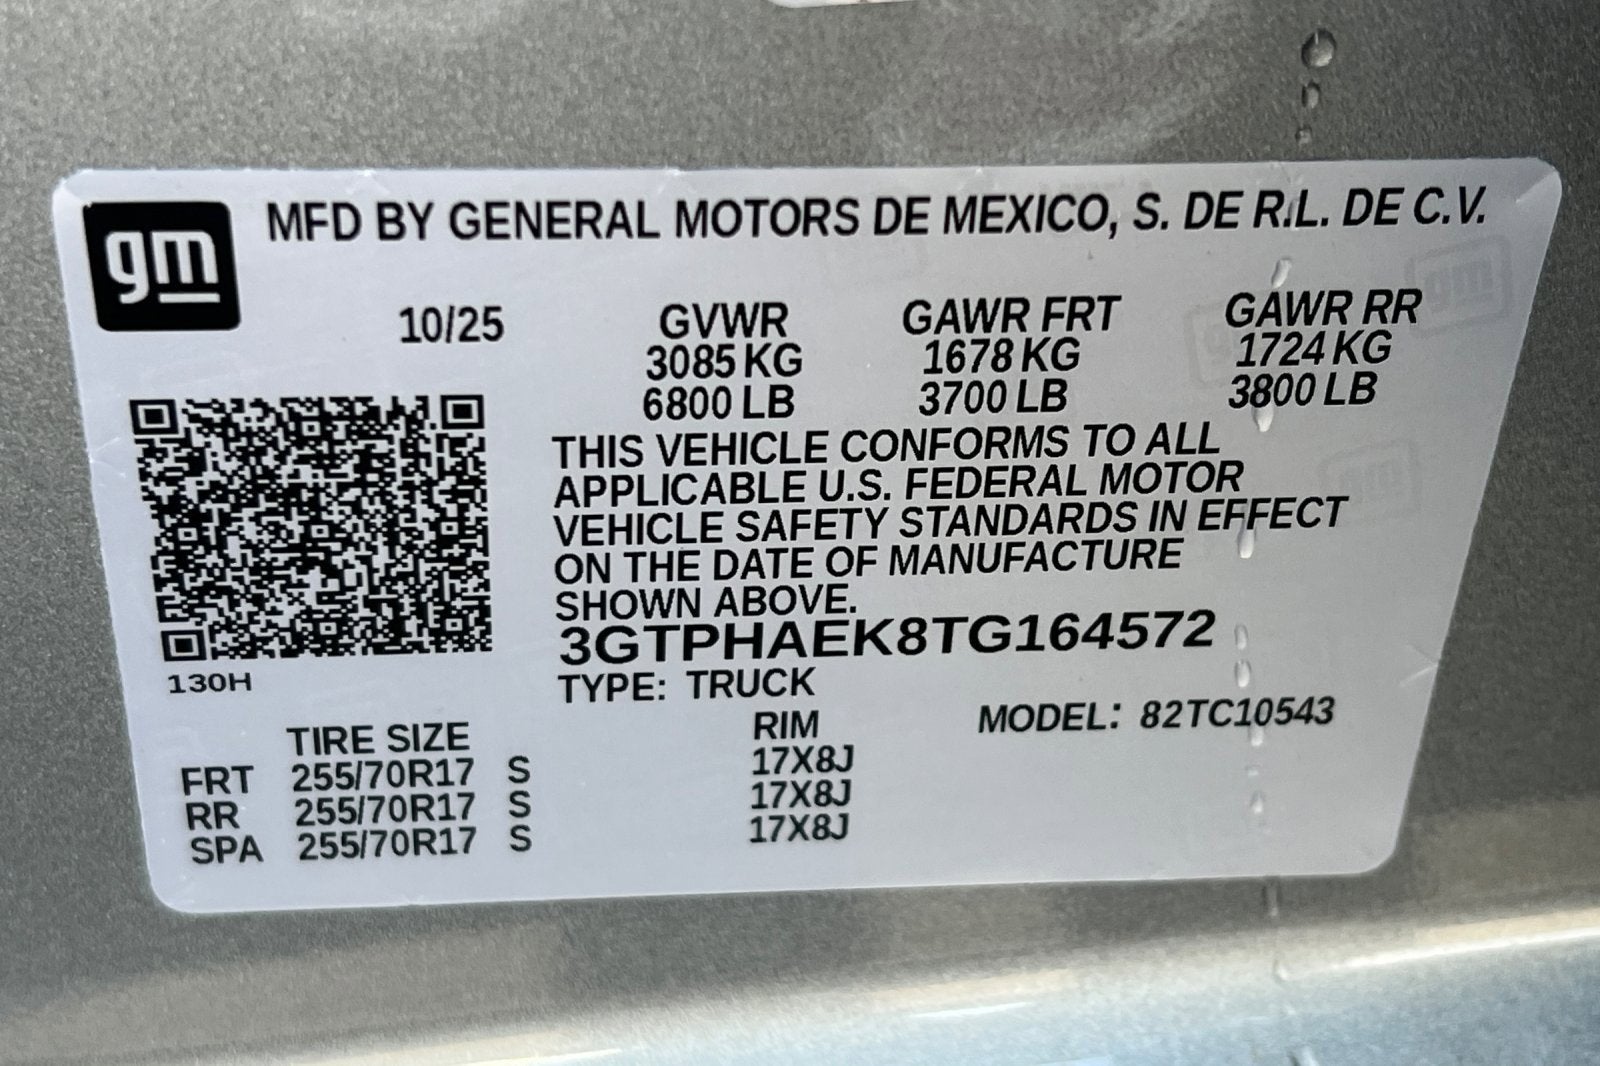 gm MFD BY GENERAL MOTORS DE MEXICO, S. DE R.L. DE C.V.
10/25 GVWR GAWR FRT GAWR RR
3085 KG 1678 KG 1724 KG
6800 LB 3700 LB 3800 LB
THIS VEHICLE CONFORMS TO ALL
APPLICABLE U.S. FEDERAL MOTOR
VEHICLE SAFETY STANDARDS IN EFFECT
ON THE DATE OF MANUFACTURE
SHOWN ABOVE.
3GTPHAEK8TG164572
130H
TYPE: TRUCK
TIRE SIZE RIM MODEL: 82TC10543
FRT 255/70R17 S 17X8J
RR 255/70R17 S 17X8J
SPA 255/70R17 S 17X8J